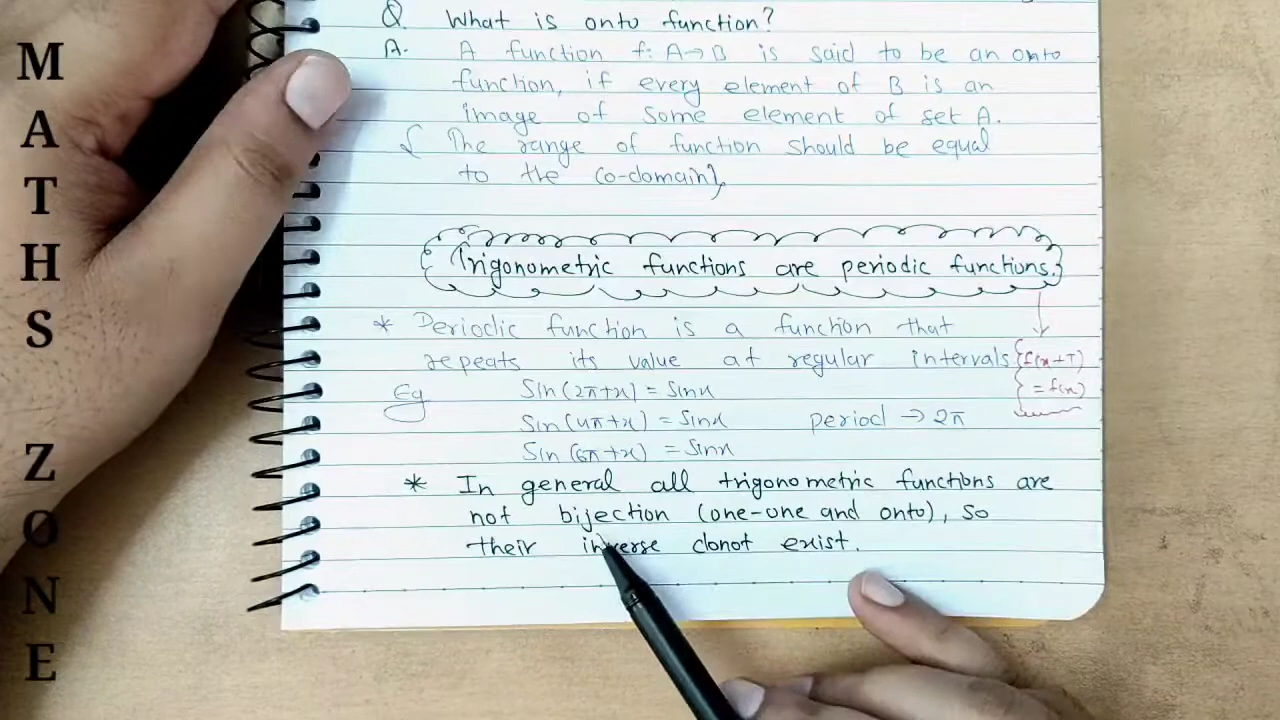 MATHS ZONE
Q. What is onto function?
A. A function f: A→B is said to be an onto
function, if every element of B is an
image of some element of set A.
[ The range of function should be equal
to the co-domain],
Trigonometric functions are periodic functions.
* Periodic function is a function that
repeats its value at regular intervals {f(x+T)
= f(x)
Eg Sin(2π+x) = Sinx
Sin(4π+x) = Sinx period → 2π
Sin(6π+x) = Sinx
* In general all trigonometric functions are
not bijection (one-one and onto), so
their inverse donot exist.